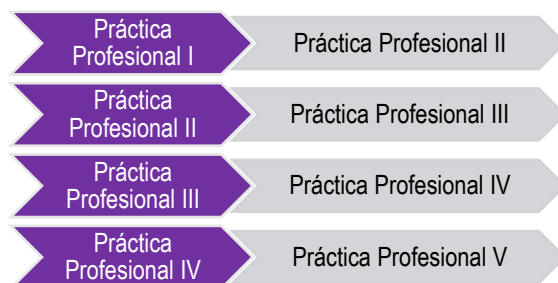 Práctica
Profesional I
Práctica Profesional II
Práctica
Profesional II
Práctica Profesional III
Práctica
Profesional III
Práctica Profesional IV
Práctica
Profesional IV
Práctica Profesional V